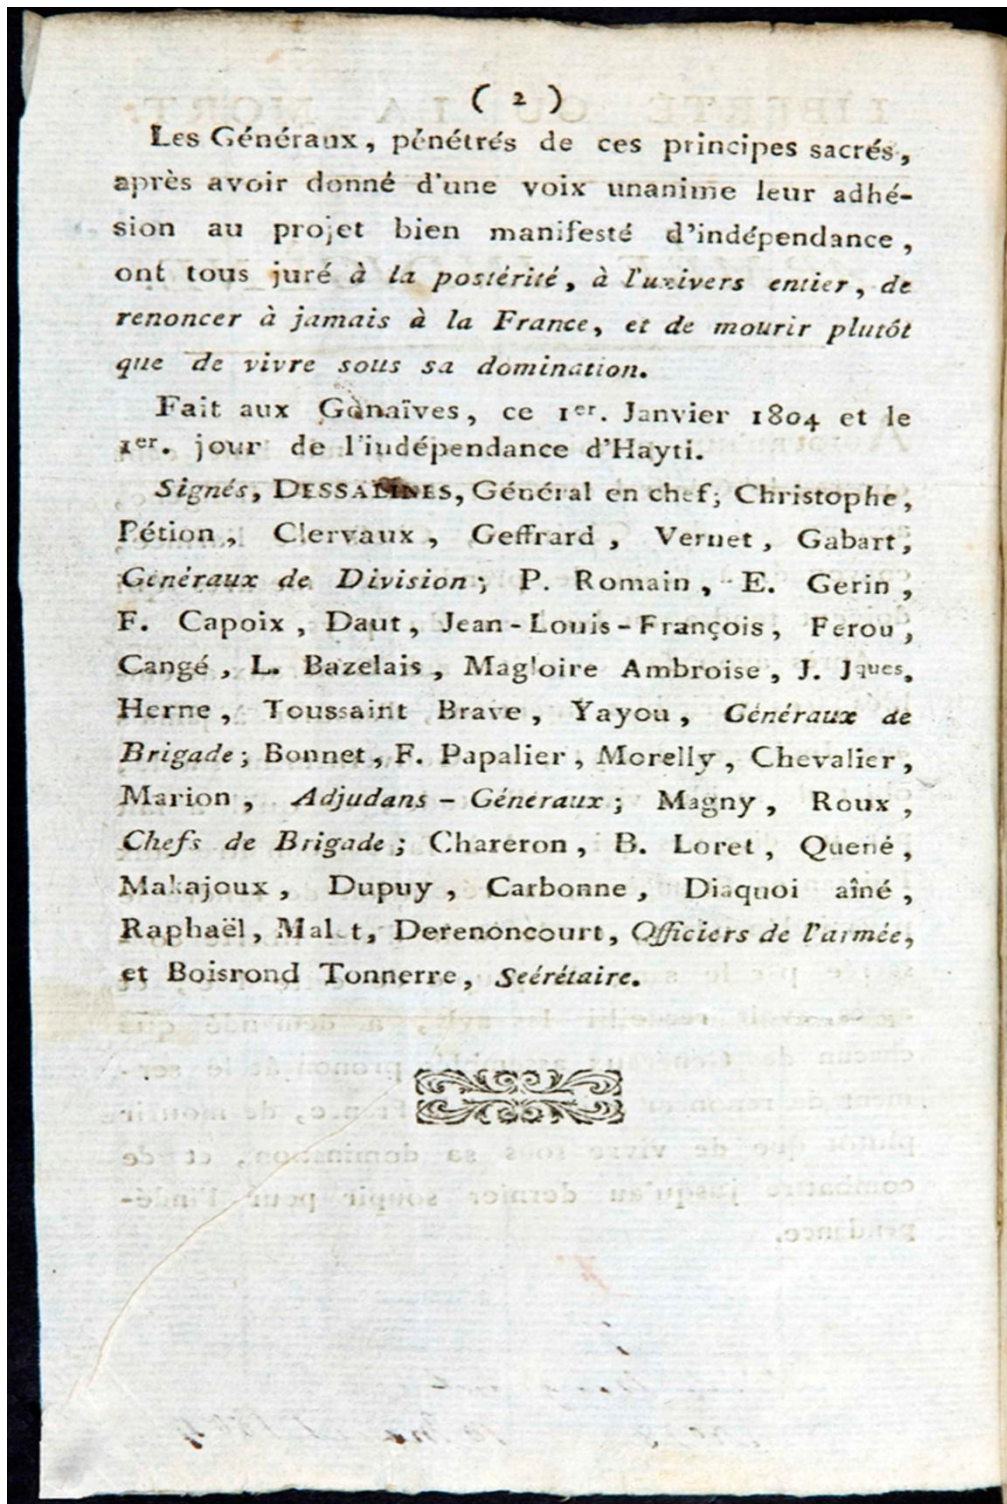 ( 2 )
Les Généraux, pénétrés de ces principes sacrés,
après avoir donné d'une voix unanime leur adhé-
sion au projet bien manifesté d'indépendance,
ont tous juré à la postérité, à l'univers entier, de
renoncer à jamais à la France, et de mourir plutôt
que de vivre sous sa domination.
Fait aux Gonaïves, ce 1er. Janvier 1804 et le
1er. jour de l'indépendance d'Hayti.
Signés, DESSALINES, Général en chef; Christophe,
Pétion, Clervaux, Geffrard, Vernet, Gabart,
Généraux de Division; P. Romain, E. Gerin,
F. Capoix, Daut, Jean-Louis-François, Ferou,
Cangé, L. Bazelais, Magloire Ambroise, J. Jques.
Herne, Toussaint Brave, Yayou, Généraux de
Brigade; Bonnet, F. Papalier, Morelly, Chevalier,
Marion, Adjudans-Généraux; Magny, Roux,
Chefs de Brigade; Chareron, B. Loret, Quené,
Makajoux, Dupuy, Carbonne, Diaquoi aîné,
Raphaël, Malet, Derenoncourt, Officiers de l'armée,
et Boisrond Tonnerre, Seérétaire.